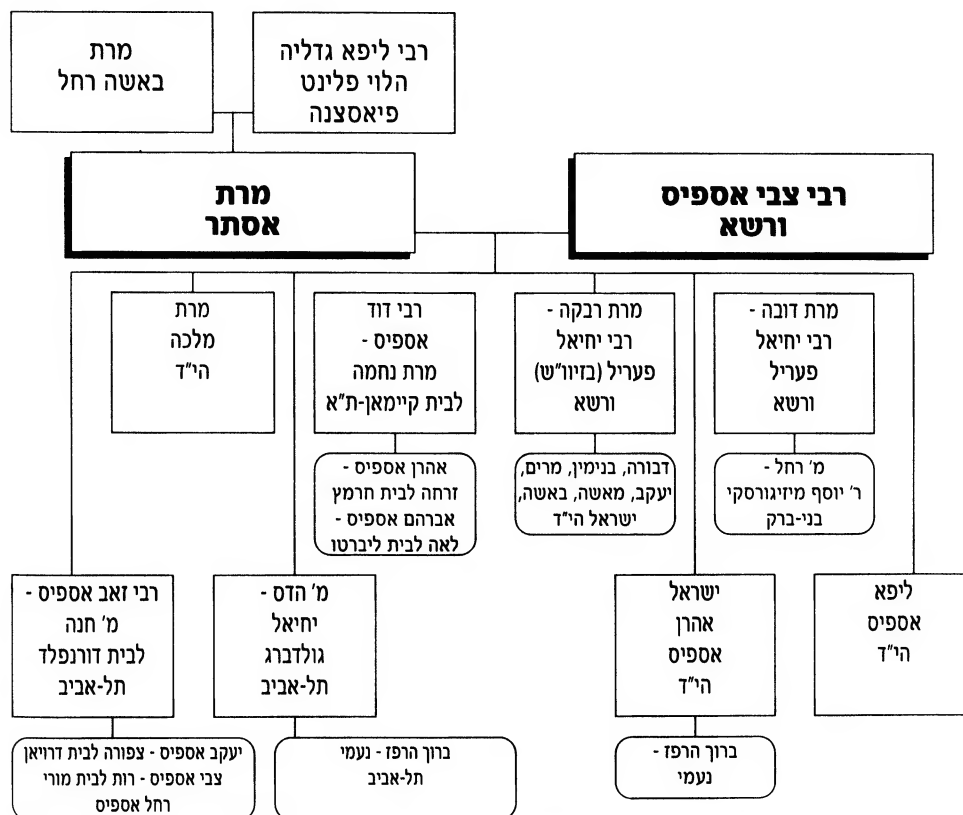 רבי ליפא גדליה
הלוי פלינט
פיאסצנה
מרת
באשה רחל
רבי צבי אספיס
ורשא
מרת
אסתר
מרת דובה -
רבי יחיאל
פעריל
ורשא
מרת רבקה -
רבי יחיאל
פעריל (בזיוו"ש)
ורשא
רבי דוד
אספיס -
מרת נחמה
לבית קיימאן-ת"א
מרת
מלכה
הי"ד
מ' רחל -
ר' יוסף מיזיגורסקי
בני-ברק
דבורה, בנימין, מרים,
יעקב, מאשה, באשה,
ישראל הי"ד
אהרן אספיס -
זרחה לבית חרמץ
אברהם אספיס -
לאה לבית ליברטו
ליפא
אספיס
הי"ד
ישראל
אהרן
אספיס
הי"ד
מ' הדס -
יחיאל
גולדברג
תל-אביב
רבי זאב אספיס -
מ' חנה
לבית דורנפלד
תל-אביב
ברוך הרפז -
נעמי
ברוך הרפז - נעמי
תל-אביב
יעקב אספיס - צפורה לבית דרויאן
צבי אספיס - רות לבית מורי
רחל אספיס